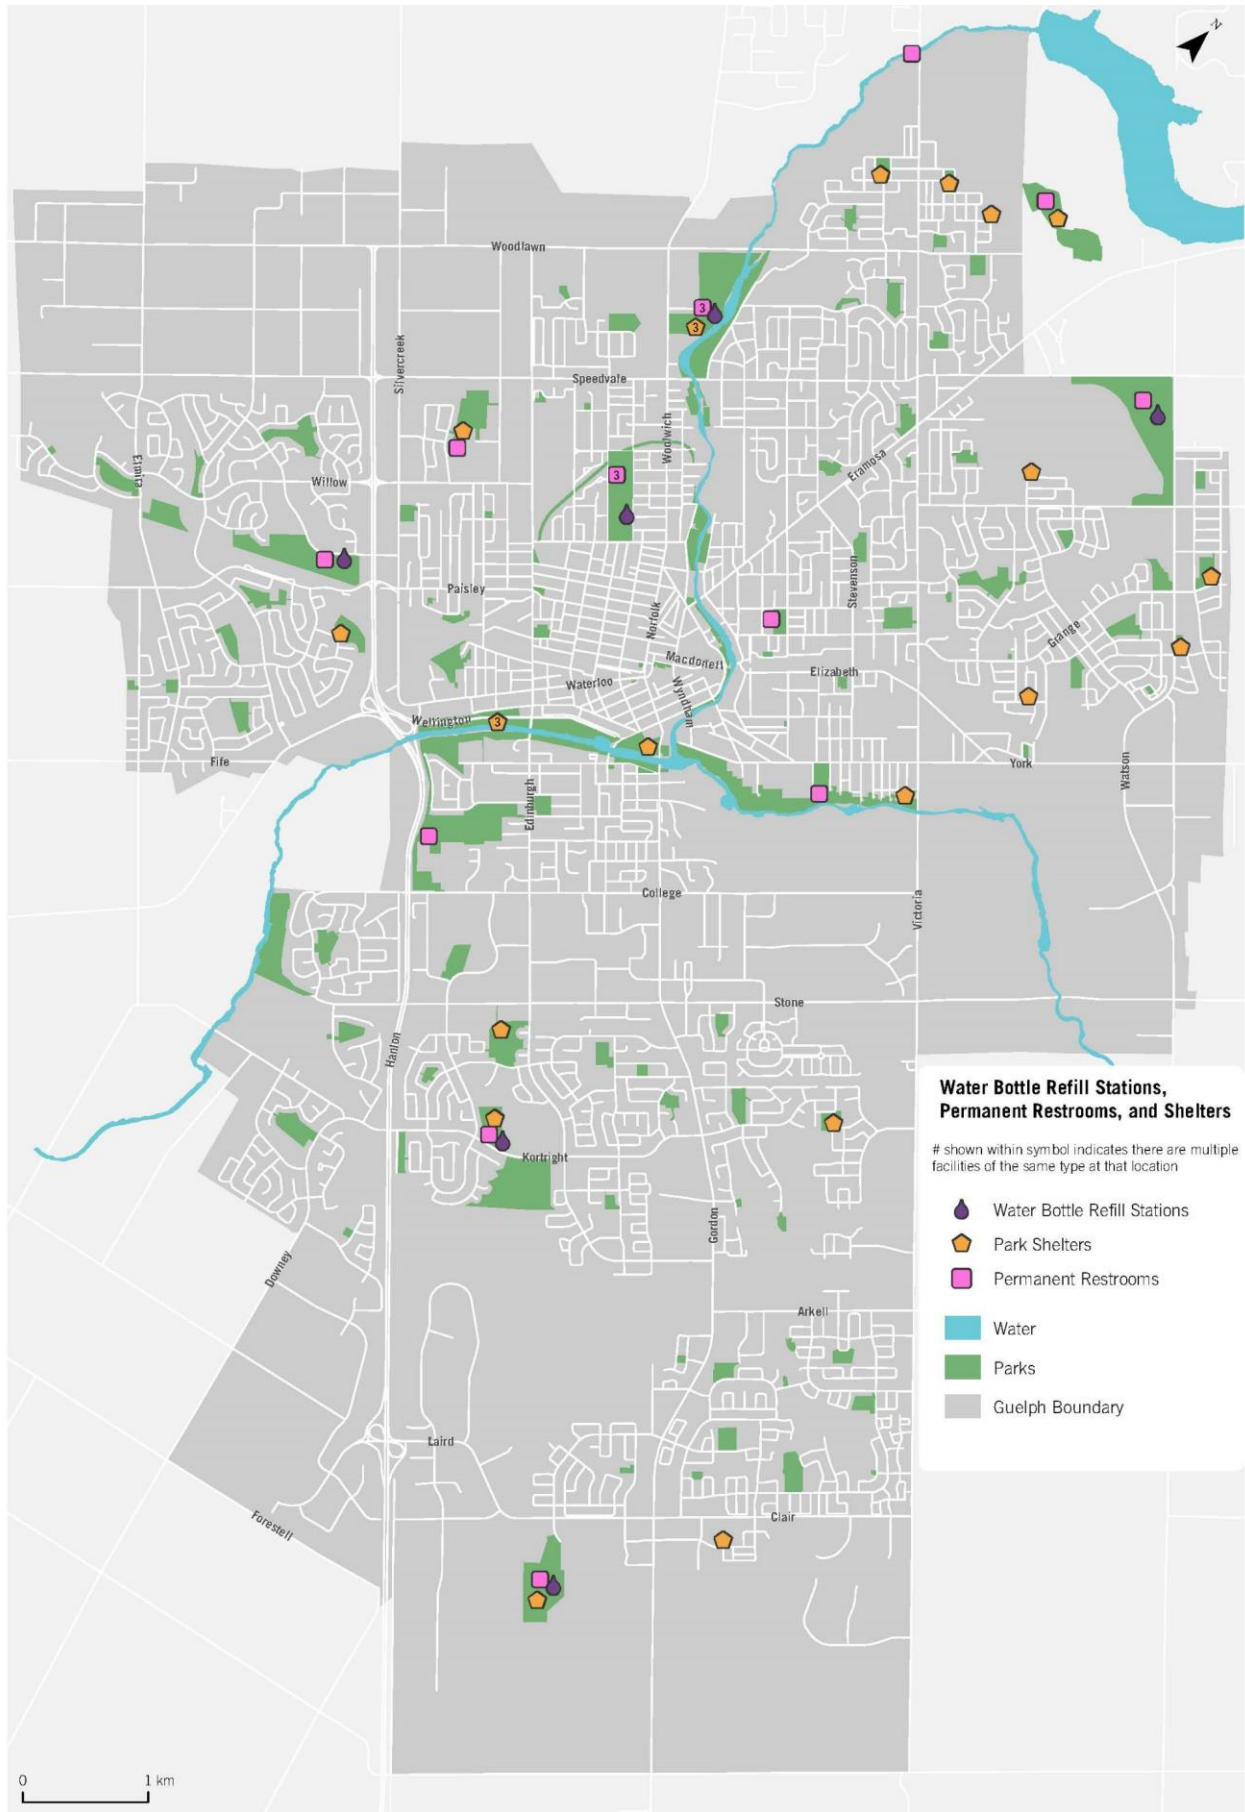 N
Woodlawn
3
3
Silvercreek
Speedvale
Woolwich
Elmira
Willow
3
Eramosa
Stevenson
Paisley
Norfolk
Grange
Macdonell
Elizabeth
Waterloo
Wyndham
Wellington
3
Fife
York
Watson
Edinburgh
College
Victoria
Stone
Hanlon
Kortright
Gordon
Downey
Arkell
Laird
Clair
Forestell
Water Bottle Refill Stations,
Permanent Restrooms, and Shelters
# shown within symbol indicates there are multiple
facilities of the same type at that location
Water Bottle Refill Stations
Park Shelters
Permanent Restrooms
Water
Parks
Guelph Boundary
0 1 km